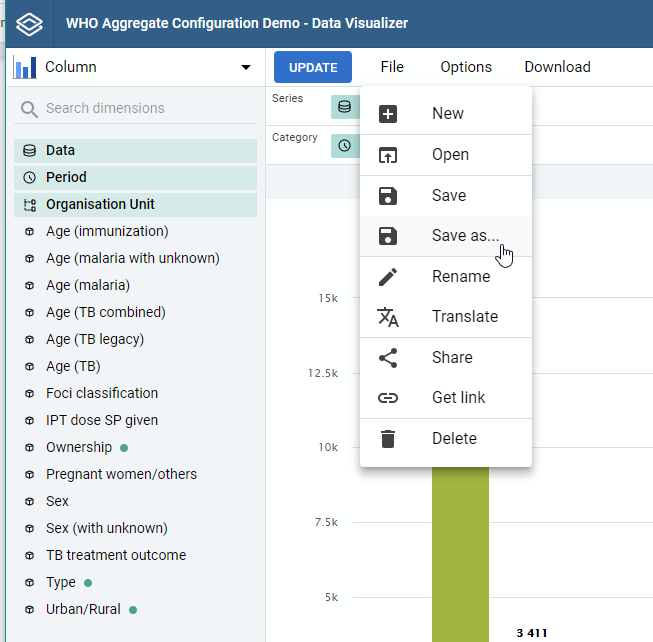 WHO Aggregate Configuration Demo - Data Visualizer
Column
UPDATE
File
Options
Download
Search dimensions
Series
Category
Data
Period
Organisation Unit
Age (immunization)
Age (malaria with unknown)
Age (malaria)
Age (TB combined)
Age (TB legacy)
Age (TB)
Foci classification
IPT dose SP given
Ownership
Pregnant women/others
Sex
Sex (with unknown)
TB treatment outcome
Type
Urban/Rural
New
Open
Save
Save as...
Rename
Translate
Share
Get link
Delete
15k
12.5k
10k
7.5k
5k
3 411